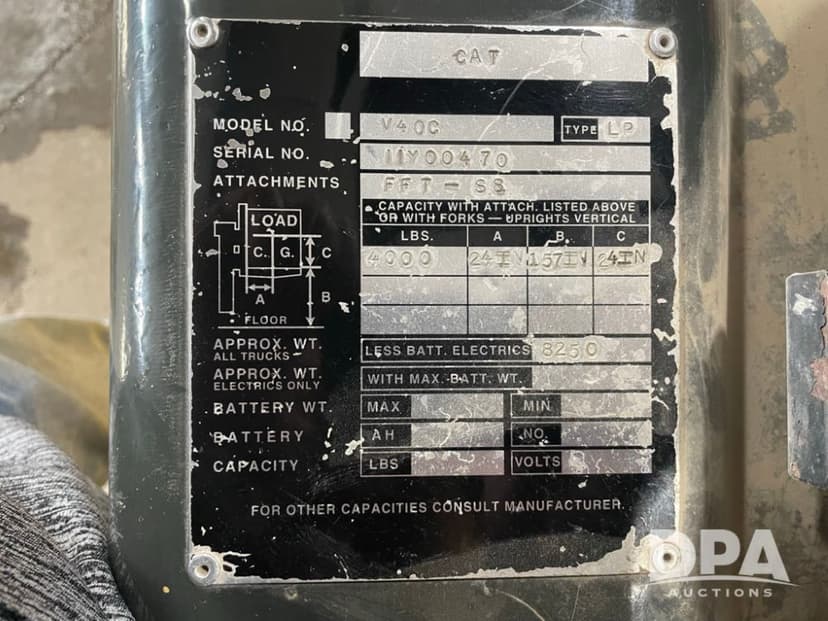 CAT
MODEL NO. V40C TYPE LP
SERIAL NO. 11Y00470
ATTACHMENTS FFT - SS
CAPACITY WITH ATTACH. LISTED ABOVE
OR WITH FORKS — UPRIGHTS VERTICAL
LBS. A B C
4000 24IN 157IN 24IN
LOAD
C. G. C
A B
FLOOR
APPROX. WT.
ALL TRUCKS LESS BATT. ELECTRICS 8250
APPROX. WT.
ELECTRICS ONLY WITH MAX. BATT. WT.
BATTERY WT. MAX MIN
BATTERY AH NO.
CAPACITY LBS VOLTS
FOR OTHER CAPACITIES CONSULT MANUFACTURER.
DPA
AUCTIONS